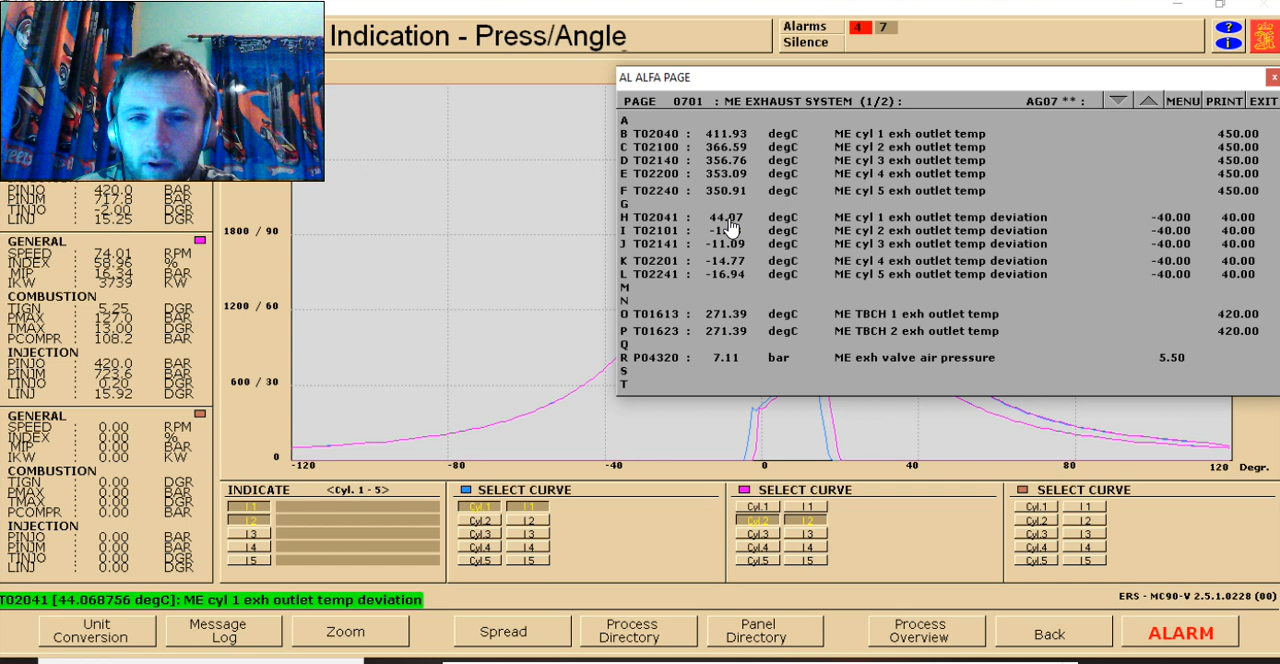 Indication - Press/Angle
Alarms 4 7
Silence
AL ALFA PAGE
PAGE 0701 : ME EXHAUST SYSTEM (1/2) : AG07 ** : MENU PRINT EXIT
A
B T02040 : 411.93 degC ME cyl 1 exh outlet temp 450.00
C T02100 : 366.59 degC ME cyl 2 exh outlet temp 450.00
D T02140 : 356.76 degC ME cyl 3 exh outlet temp 450.00
E T02200 : 353.09 degC ME cyl 4 exh outlet temp 450.00
F T02240 : 350.91 degC ME cyl 5 exh outlet temp 450.00
G
H T02041 : 44.07 degC ME cyl 1 exh outlet temp deviation -40.00 40.00
I T02101 : degC ME cyl 2 exh outlet temp deviation -40.00 40.00
J T02141 : -11.09 degC ME cyl 3 exh outlet temp deviation -40.00 40.00
K T02201 : -14.77 degC ME cyl 4 exh outlet temp deviation -40.00 40.00
L T02241 : -16.94 degC ME cyl 5 exh outlet temp deviation -40.00 40.00
M
N
O T01613 : 271.39 degC ME TBCH 1 exh outlet temp 420.00
P T01623 : 271.39 degC ME TBCH 2 exh outlet temp 420.00
Q
R P04320 : 7.11 bar ME exh valve air pressure 5.50
S
T
PINJO : 420.0 BAR
PINJM : 717.8 BAR
TINJO : -2.00 DGR
LINJ : 15.25 DGR
GENERAL
SPEED : 74.01 RPM
INDEX : 58.96 %
MIP : 16.34 BAR
IKW : 3739 KW
COMBUSTION
TIGN : 5.25 DGR
PMAX : 127.0 BAR
TMAX : 13.00 DGR
PCOMPR : 108.2 BAR
INJECTION
PINJO : 420.0 BAR
PINJM : 723.6 BAR
TINJO : 0.20 DGR
LINJ : 15.92 DGR
GENERAL
SPEED : 0.00 RPM
INDEX : 0.00 %
MIP : 0.00 BAR
IKW : 0.00 KW
COMBUSTION
TIGN : 0.00 DGR
PMAX : 0.00 BAR
TMAX : 0.00 DGR
PCOMPR : 0.00 BAR
INJECTION
PINJO : 0.00 BAR
PINJM : 0.00 BAR
TINJO : 0.00 DGR
LINJ : 0.00 DGR
1800 / 90
1200 / 60
600 / 30
0
-120 -80 -40 0 40 80 120 Degr.
INDICATE <Cyl. 1 - 5>
I1
I2
I3
I4
I5
SELECT CURVE
Cyl.1 I1
Cyl.2 I2
Cyl.3 I3
Cyl.4 I4
Cyl.5 I5
SELECT CURVE
Cyl.1 I1
Cyl.2 I2
Cyl.3 I3
Cyl.4 I4
Cyl.5 I5
SELECT CURVE
Cyl.1 I1
Cyl.2 I2
Cyl.3 I3
Cyl.4 I4
Cyl.5 I5
T02041 [44.068756 degC]: ME cyl 1 exh outlet temp deviation
ERS - MC90-V 2.5.1.0228 (00)
Unit Conversion
Message Log
Zoom
Spread
Process Directory
Panel Directory
Process Overview
Back
ALARM